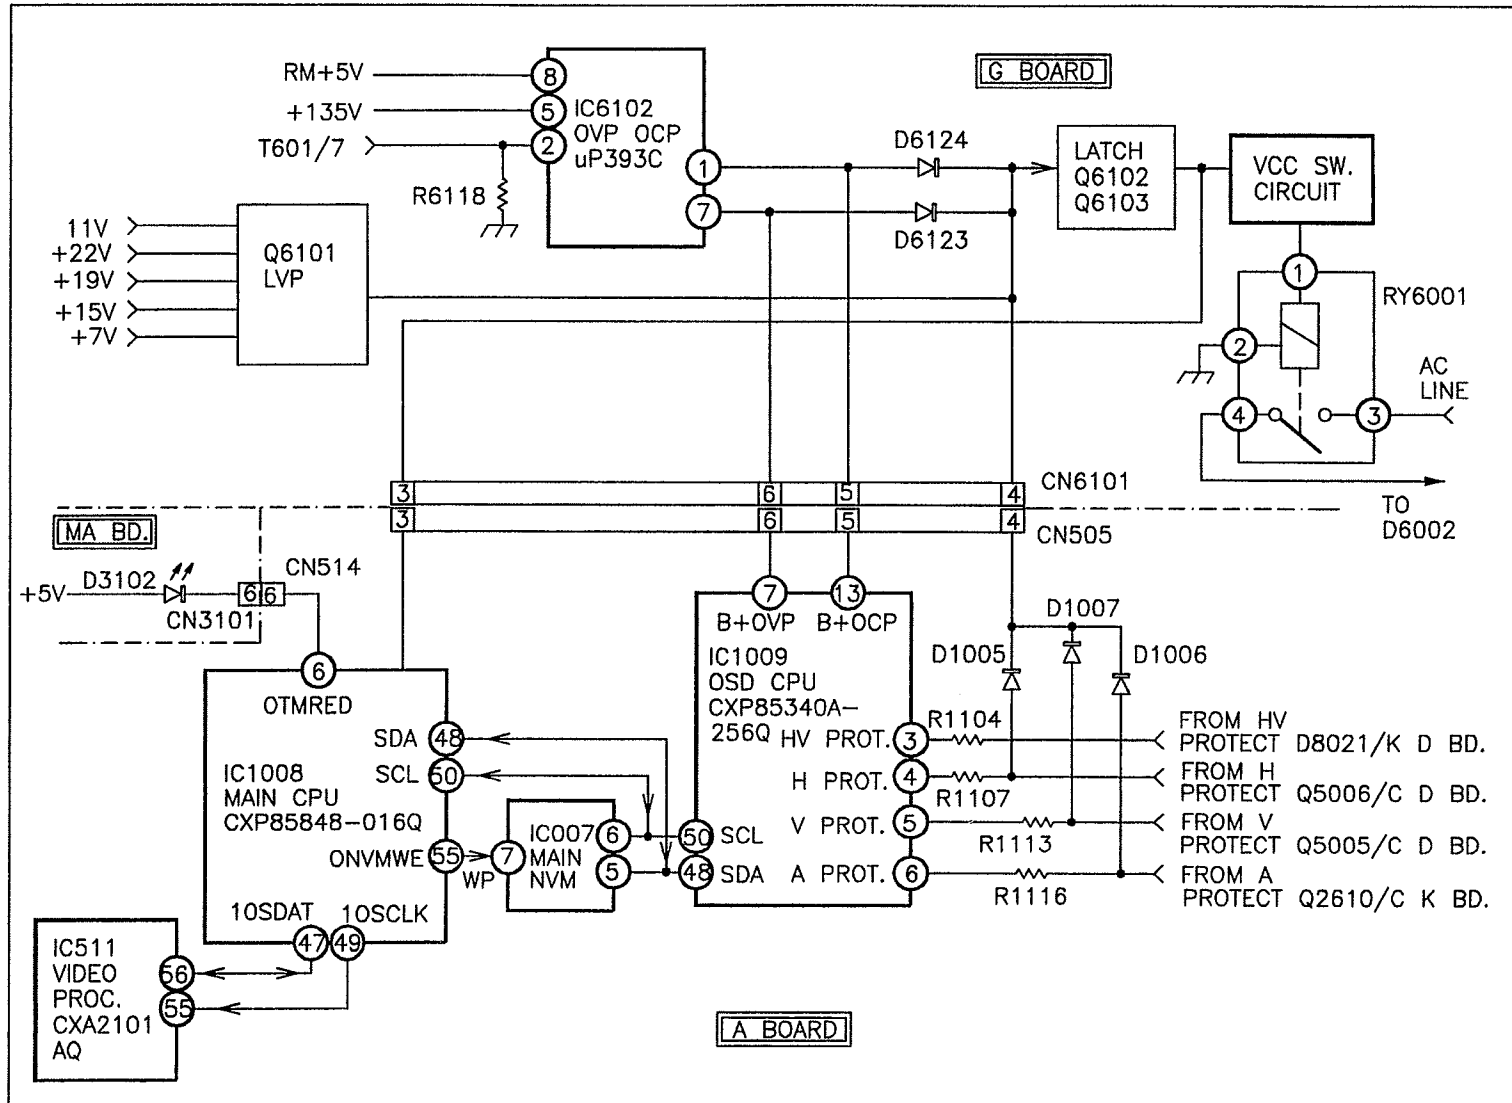 G BOARD
RM+5V
+135V
T601/7
8
5
2
IC6102
OVP OCP
uP393C
1
7
R6118
D6124
D6123
LATCH
Q6102
Q6103
VCC SW.
CIRCUIT
11V
+22V
+19V
+15V
+7V
Q6101
LVP
1
2
4
3
RY6001
AC
LINE
TO
D6002
3
6
5
4
CN6101
3
6
5
4
CN505
MA BD.
+5V
D3102
CN3101
6
6
CN514
6
OTMRED
IC1008
MAIN CPU
CXP85848-016Q
SDA
48
SCL
50
ONVMWE
55
WP
10SDAT
10SCLK
47
49
IC511
VIDEO
PROC.
CXA2101
AQ
56
55
7
IC007
MAIN
NVM
6
5
7
13
B+OVP
B+OCP
IC1009
OSD CPU
CXP85340A-
256Q
HV PROT.
3
H PROT.
4
V PROT.
5
A PROT.
6
50
SCL
48
SDA
D1005
D1007
D1006
R1104
R1107
R1113
R1116
FROM HV
PROTECT D8021/K D BD.
FROM H
PROTECT Q5006/C D BD.
FROM V
PROTECT Q5005/C D BD.
FROM A
PROTECT Q2610/C K BD.
A BOARD